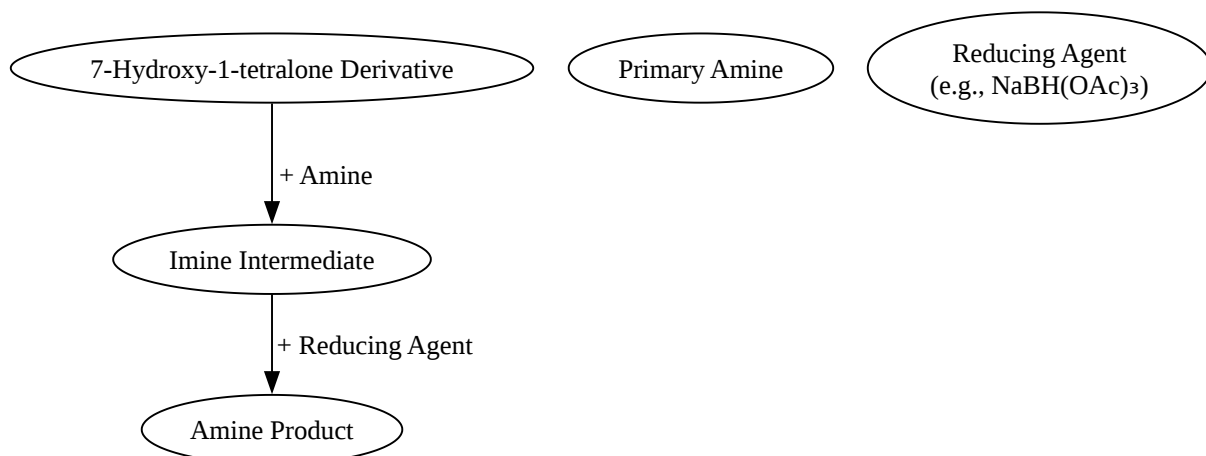 7-Hydroxy-1-tetralone Derivative
Primary Amine
Reducing Agent
(e.g., NaBH(OAc)₃)
+ Amine
Imine Intermediate
+ Reducing Agent
Amine Product